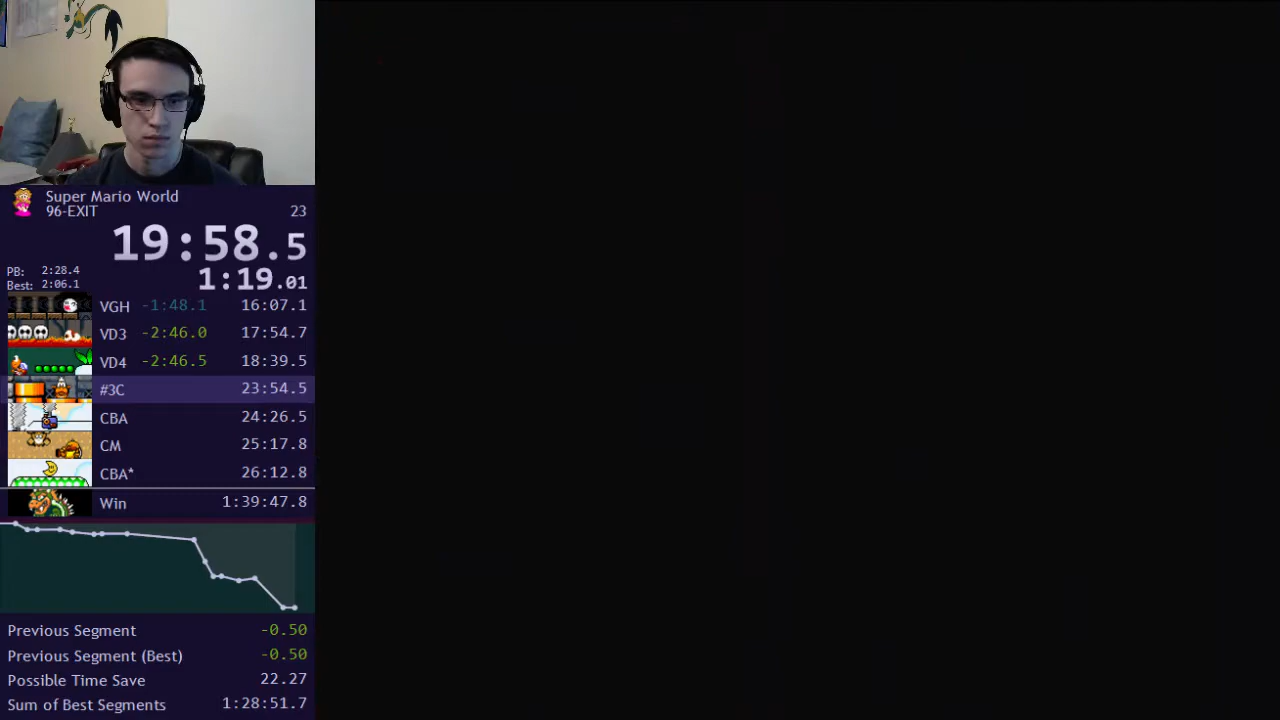 Super Mario World
96-EXIT 23
19:58.5
PB: 2:28.4
Best: 2:06.1
1:19.01
VGH -1:48.1 16:07.1
VD3 -2:46.0 17:54.7
VD4 -2:46.5 18:39.5
#3C 23:54.5
CBA 24:26.5
CM 25:17.8
CBA* 26:12.8
Win 1:39:47.8
Previous Segment -0.50
Previous Segment (Best) -0.50
Possible Time Save 22.27
Sum of Best Segments 1:28:51.7